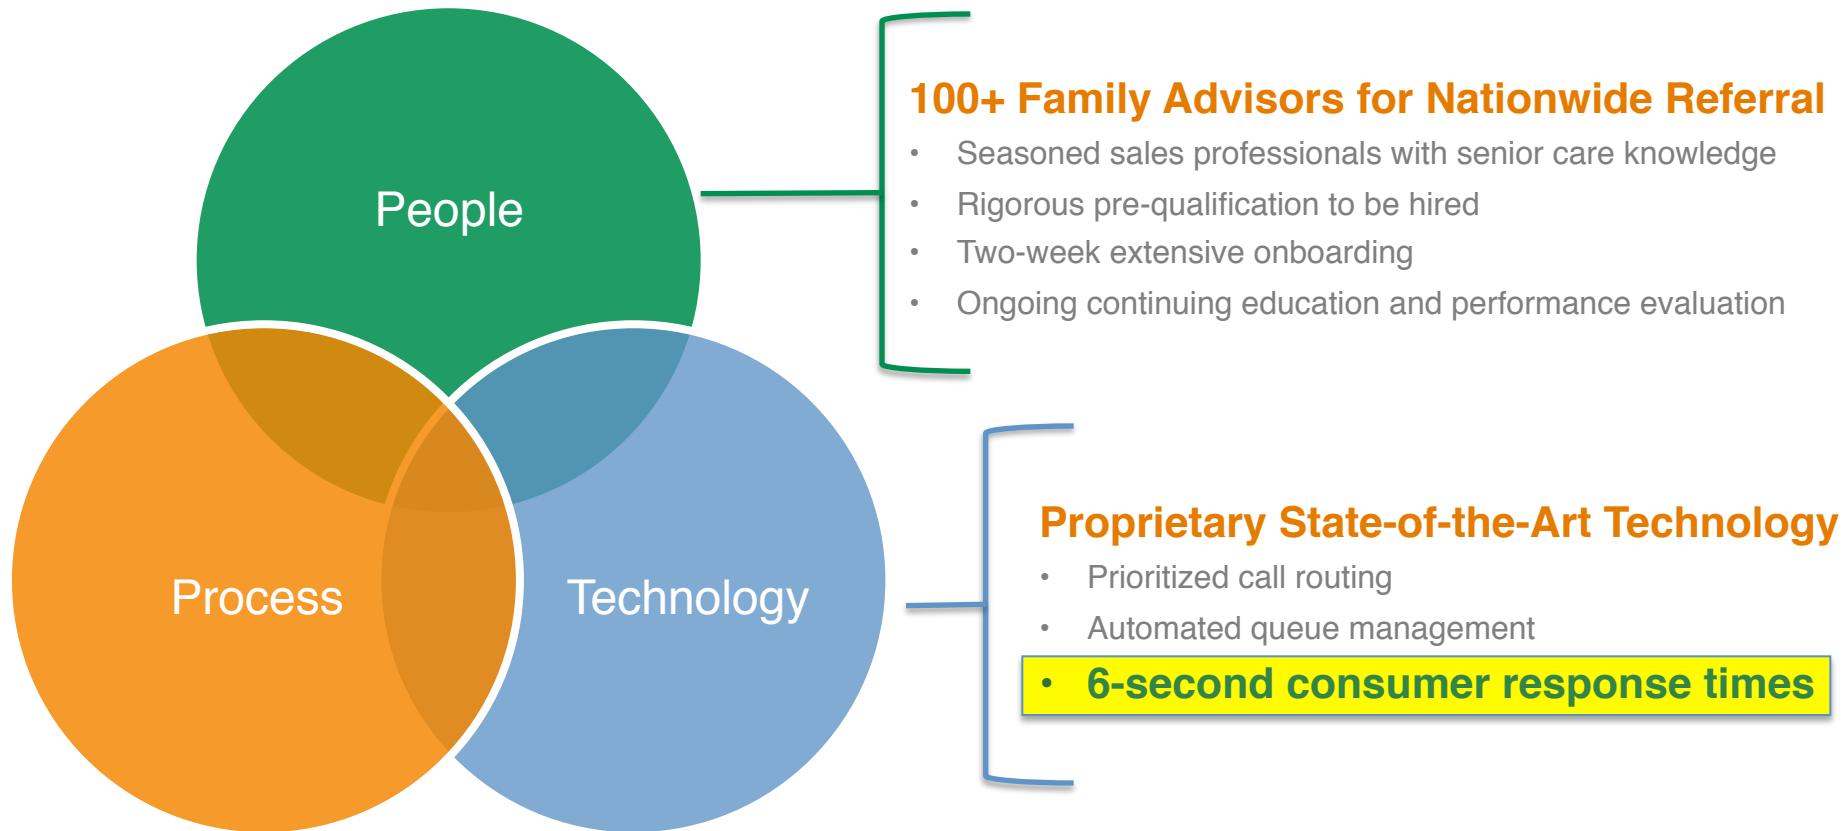 People
100+ Family Advisors for Nationwide Referral
• Seasoned sales professionals with senior care knowledge
• Rigorous pre-qualification to be hired
• Two-week extensive onboarding
• Ongoing continuing education and performance evaluation
Process
Technology
Proprietary State-of-the-Art Technology
• Prioritized call routing
• Automated queue management
• 6-second consumer response times